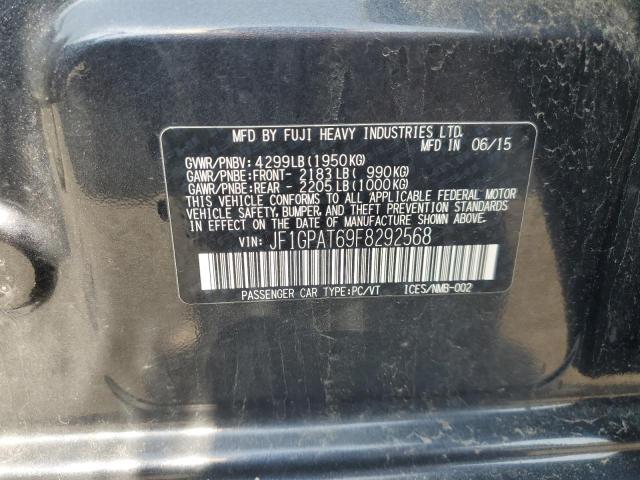 MFD BY FUJI HEAVY INDUSTRIES LTD.
MFD IN 06/15
GVWR/PNBV: 4299LB(1950KG)
GAWR/PNBE:FRONT- 2183LB( 990KG)
GAWR/PNBE:REAR - 2205LB(1000KG)
THIS VEHICLE CONFORMS TO ALL APPLICABLE FEDERAL MOTOR
VEHICLE SAFETY, BUMPER, AND THEFT PREVENTION STANDARDS
IN EFFECT ON THE DATE OF MANUFACTURE SHOWN ABOVE.
VIN: JF1GPAT69F8292568
PASSENGER CAR TYPE:PC/VT ICES/NMB-002